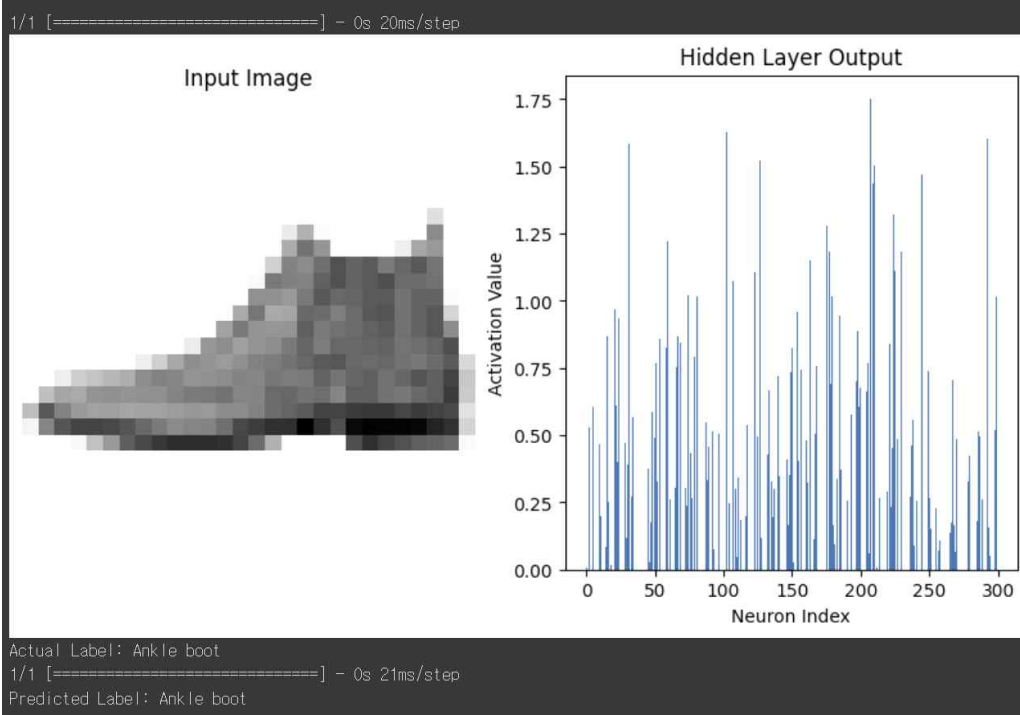 1/1 [==============================] - 0s 20ms/step
Input Image
Hidden Layer Output
1.75
1.50
1.25
1.00
0.75
0.50
0.25
0.00
Activation Value
0 50 100 150 200 250 300
Neuron Index
Actual Label: Ankle boot
1/1 [==============================] - 0s 21ms/step
Predicted Label: Ankle boot